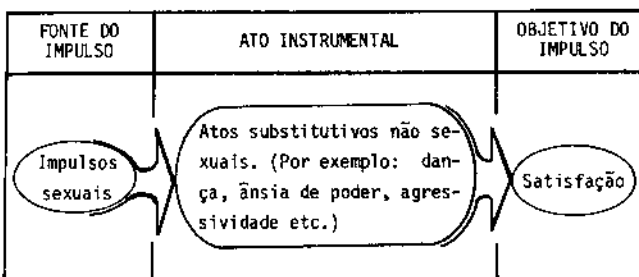 FONTE DO
IMPULSO
ATO INSTRUMENTAL
OBJETIVO DO
IMPULSO
Impulsos
sexuais
Atos substitutivos não se-
xuais. (Por exemplo: dan-
ça, ânsia de poder, agres-
sividade etc.)
Satisfação